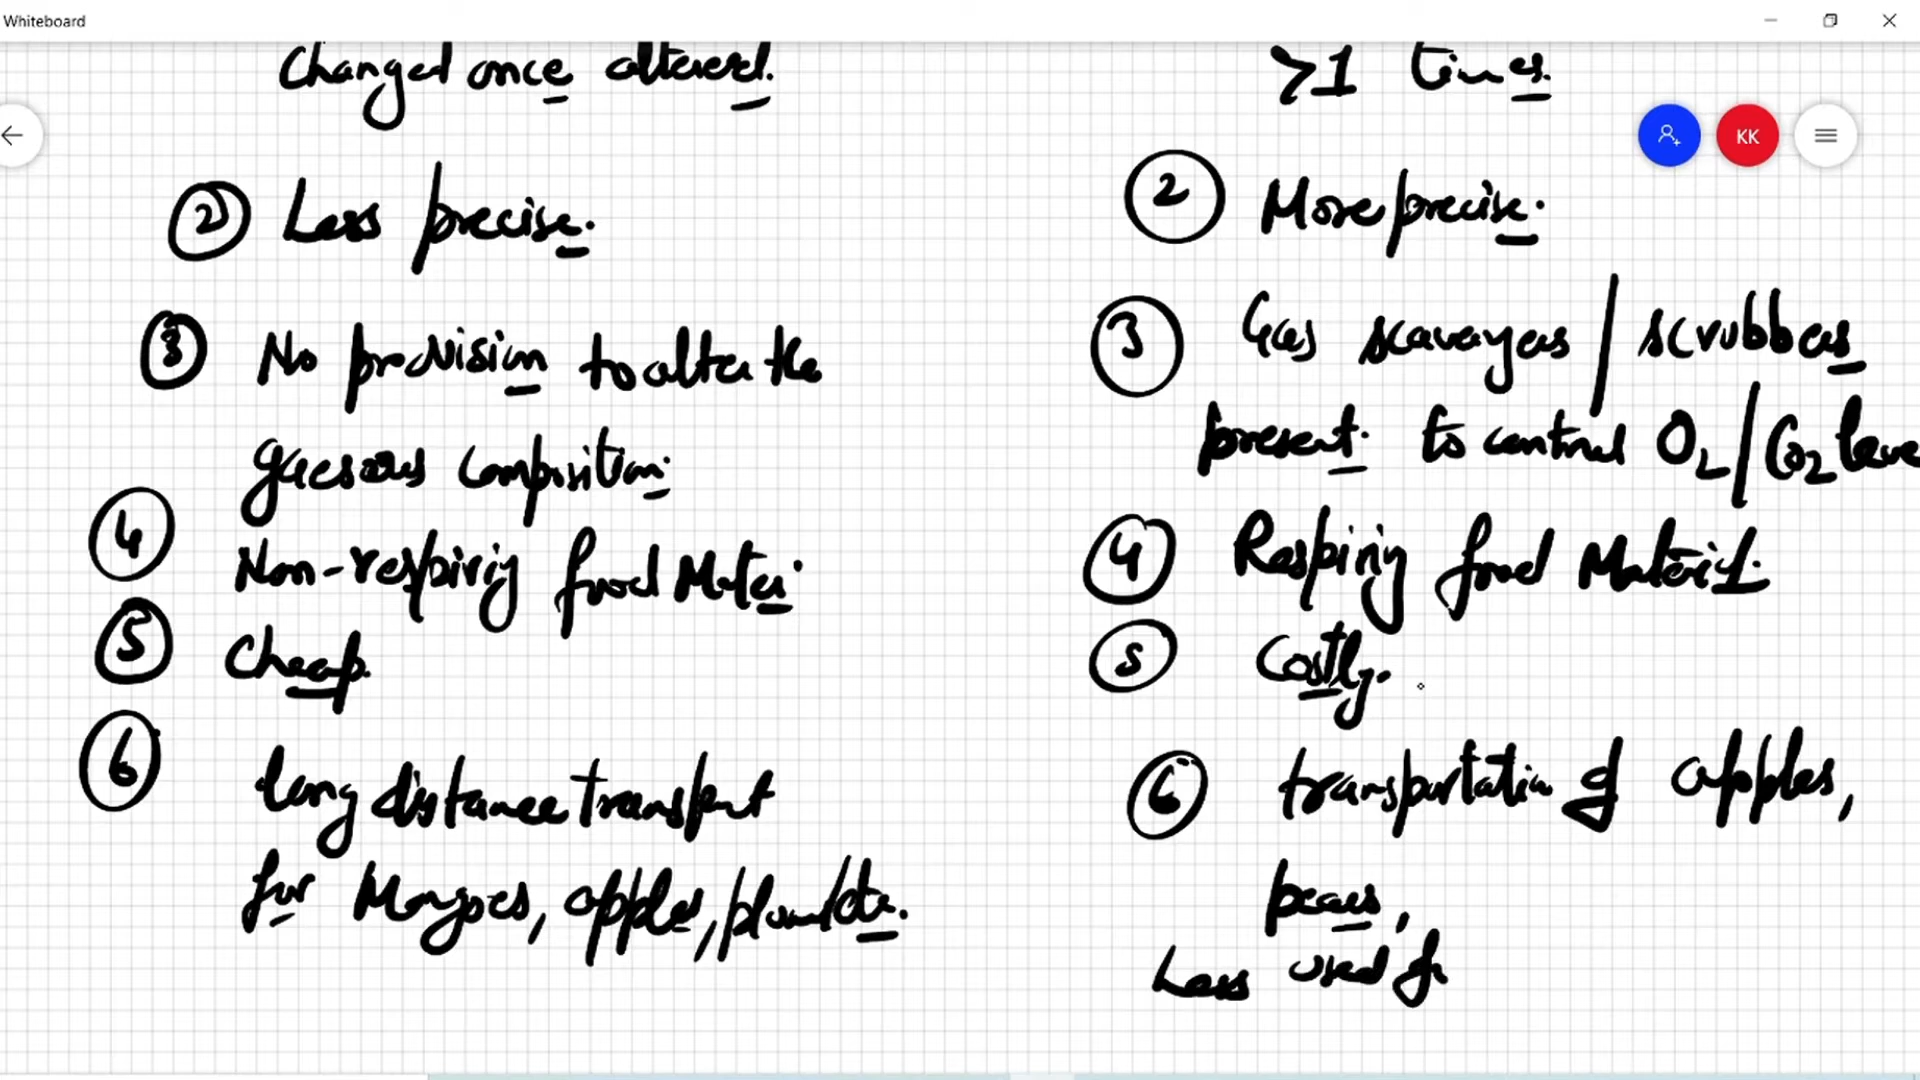 Whiteboard
Changed once altered.
② Less precise.
③ No provision to alter the
gaesous composition.
④ Non-respiring food Mater.
⑤ Cheap.
⑥ long distance transport
for Mangoes, apples, plum/etc.
>1 times.
KK
② More precise.
③ Gas scavangers / scrubbers
present. to control O2/CO2 leve
④ Respiring food Material.
⑤ Costly.
⑥ transportation of apples,
pears,
Less used for